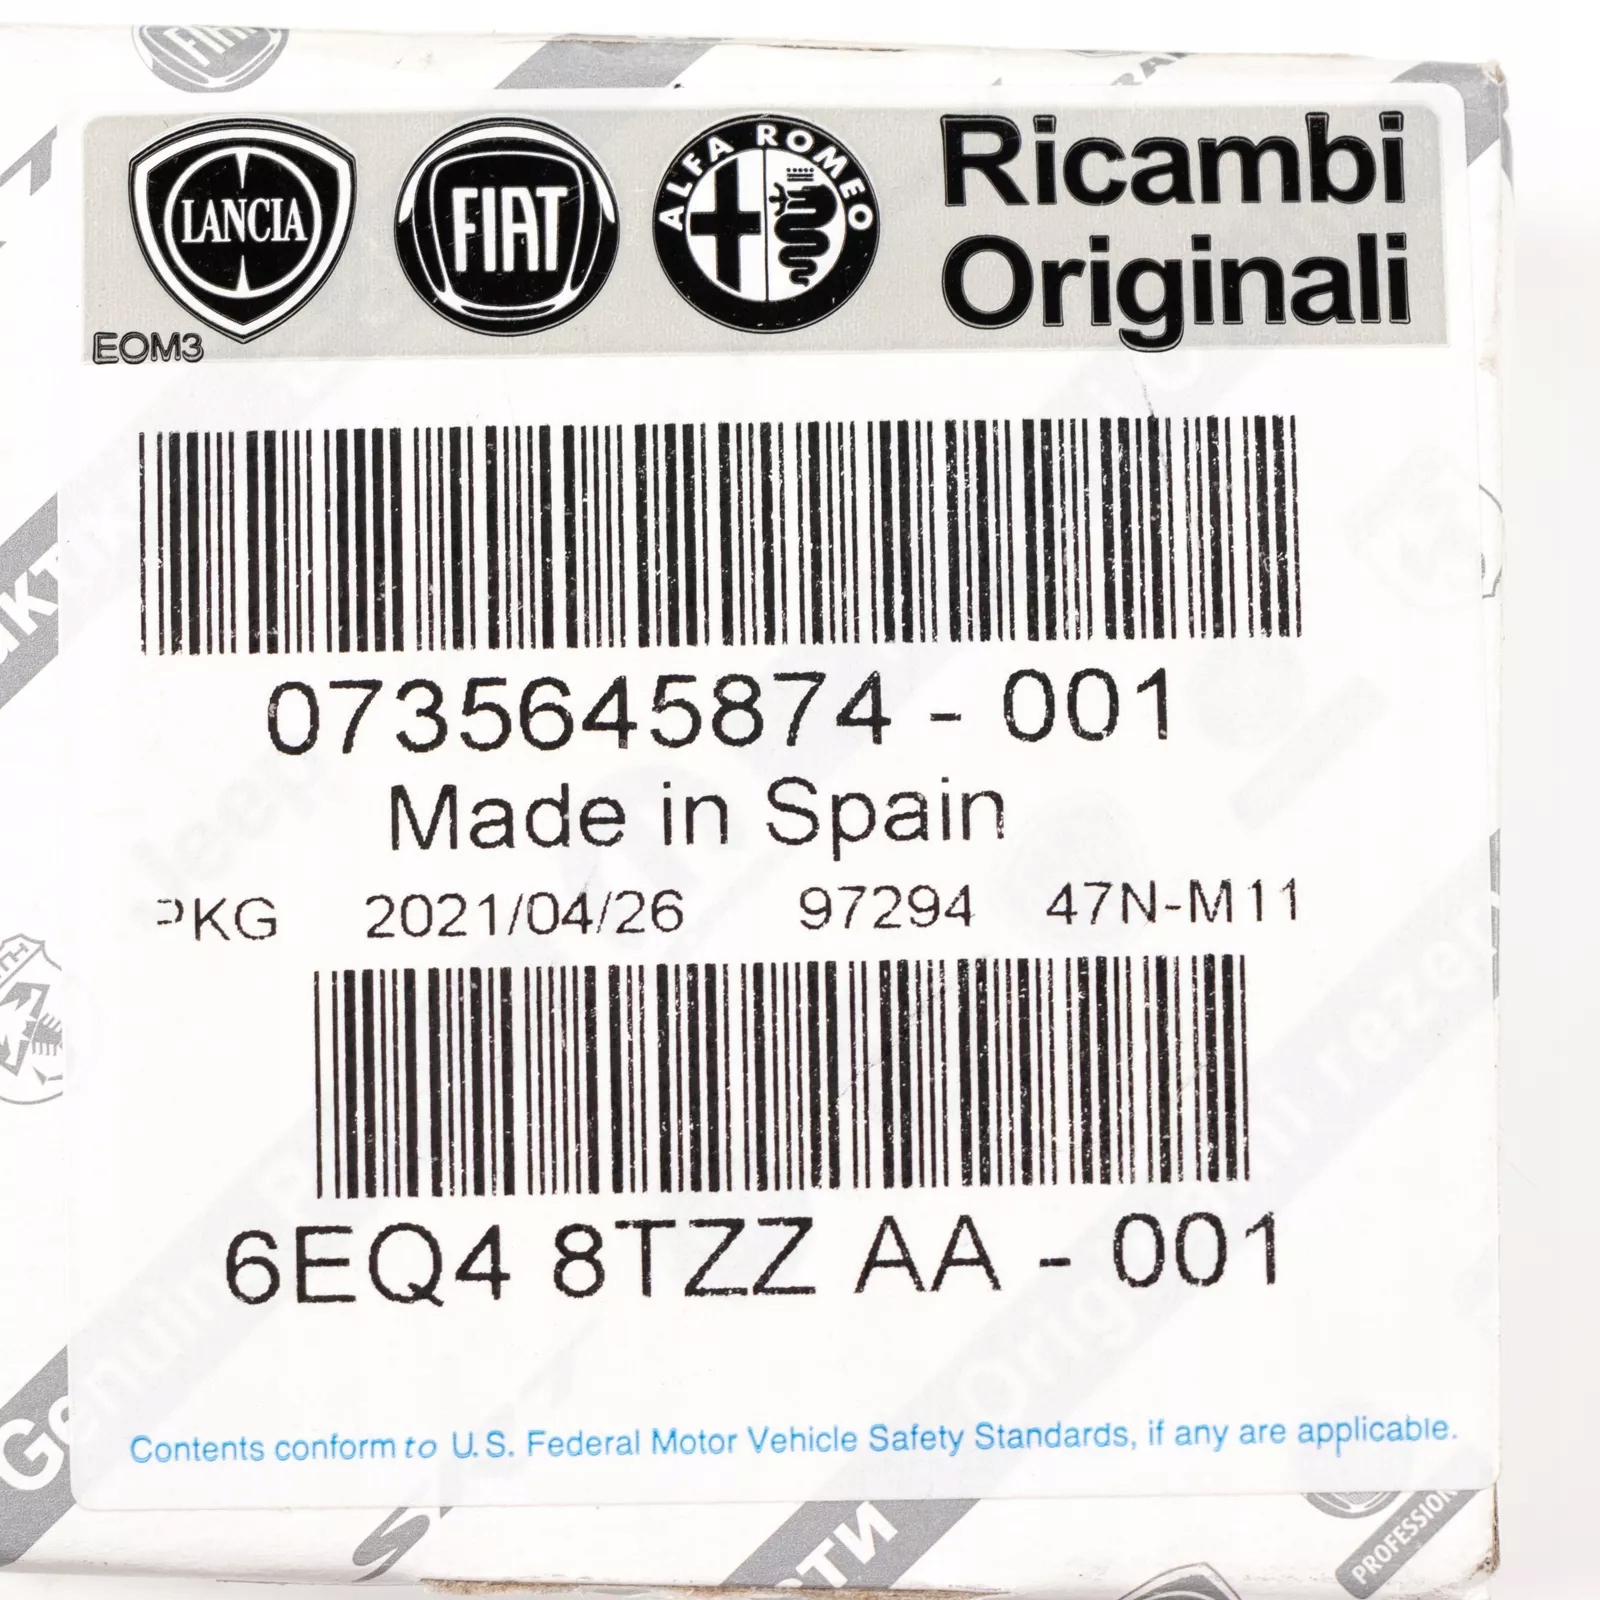 FIAT
LANCIA
FIAT
ALFA ROMEO
Ricambi
Originali
EOM3
0735645874 - 001
Made in Spain
PKG 2021/04/26 97294 47N-M11
6EQ4 8TZZ AA - 001
Contents conform to U.S. Federal Motor Vehicle Safety Standards, if any are applicable.